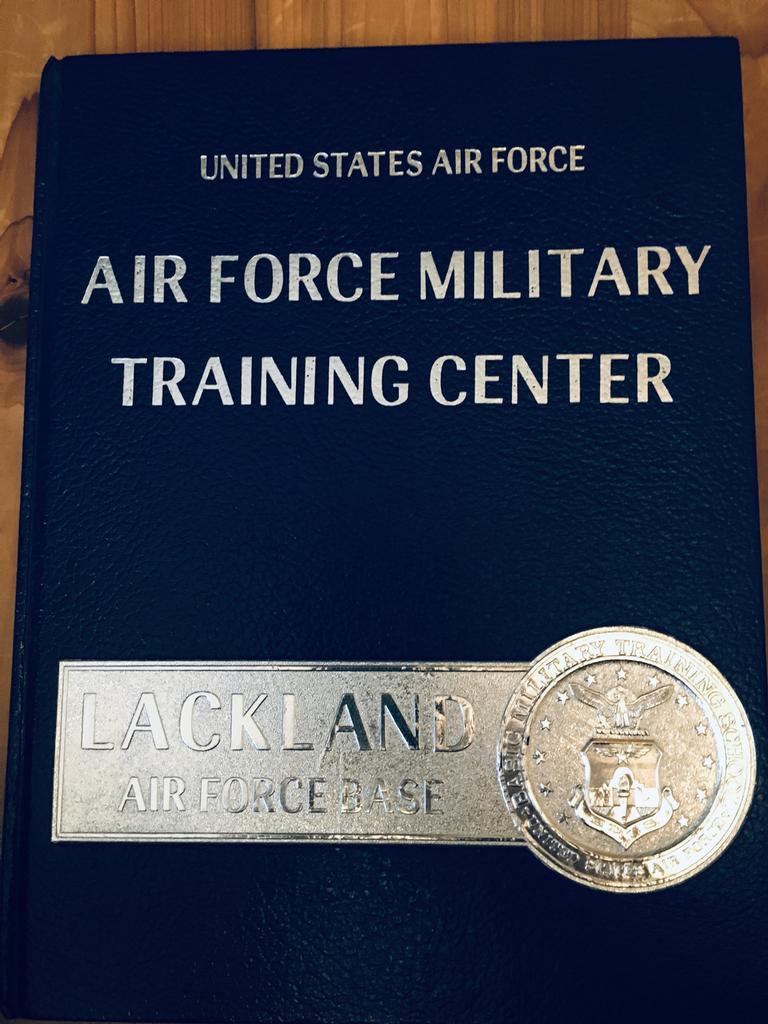 UNITED STATES AIR FORCE
AIR FORCE MILITARY
TRAINING CENTER
LACKLAND
AIR FORCE BASE
BASIC MILITARY TRAINING SCHOOL
UNITED STATES AIR FORCE